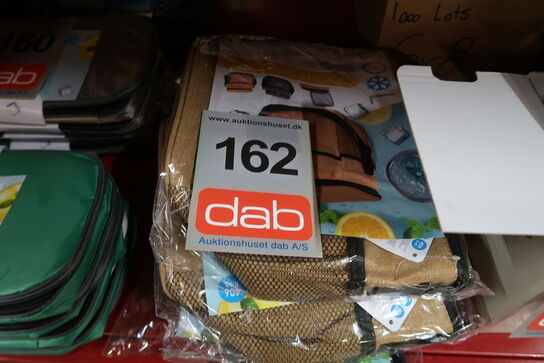 1000 Lots
160
dab
www.auktionshuset.dk
162
dab
Auktionshuset dab A/S